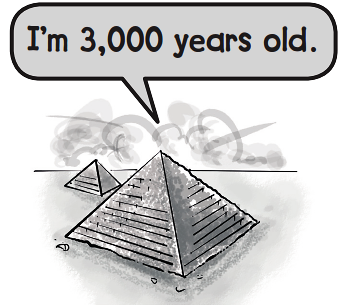 I'm 3,000 years old.